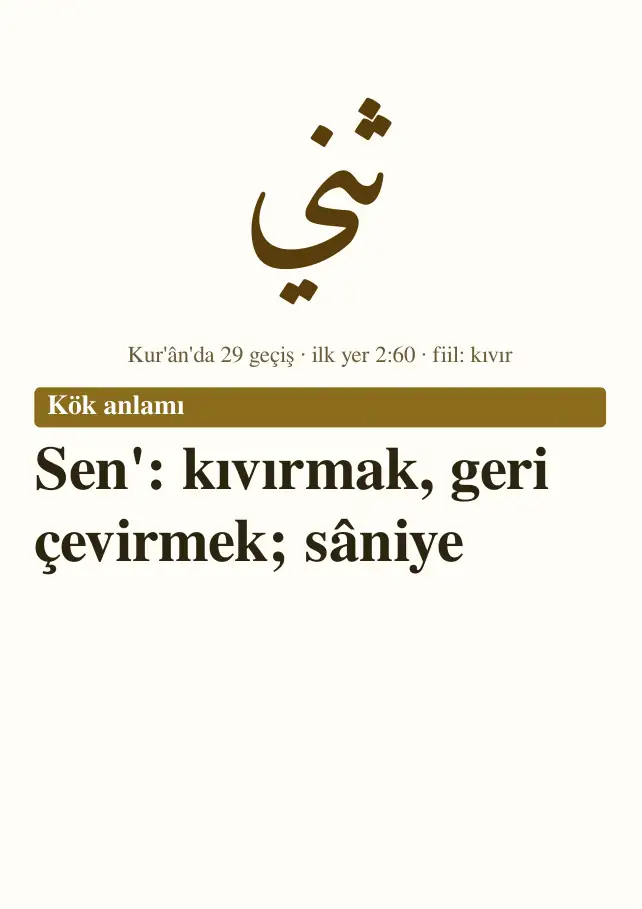 ثني
Kur'ân'da 29 geçiş · ilk yer 2:60 · fiil: kıvır
Kök anlamı
Sen': kıvırmak, geri
çevirmek; sâniye